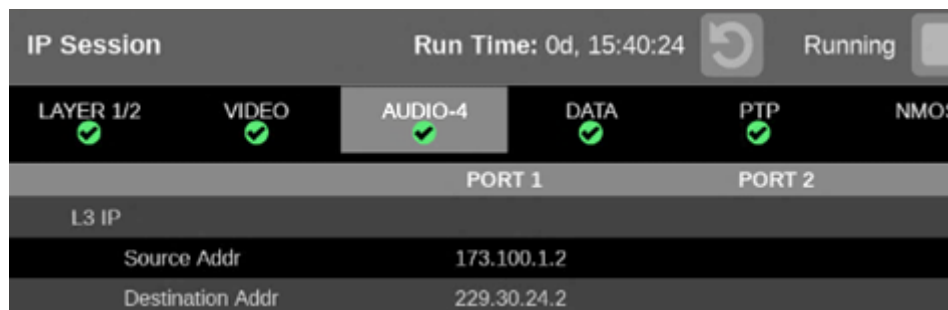 IP Session Run Time: 0d, 15:40:24 Running
LAYER 1/2 VIDEO AUDIO-4 DATA PTP NMOS
PORT 1 PORT 2
L3 IP
Source Addr 173.100.1.2
Destination Addr 229.30.24.2